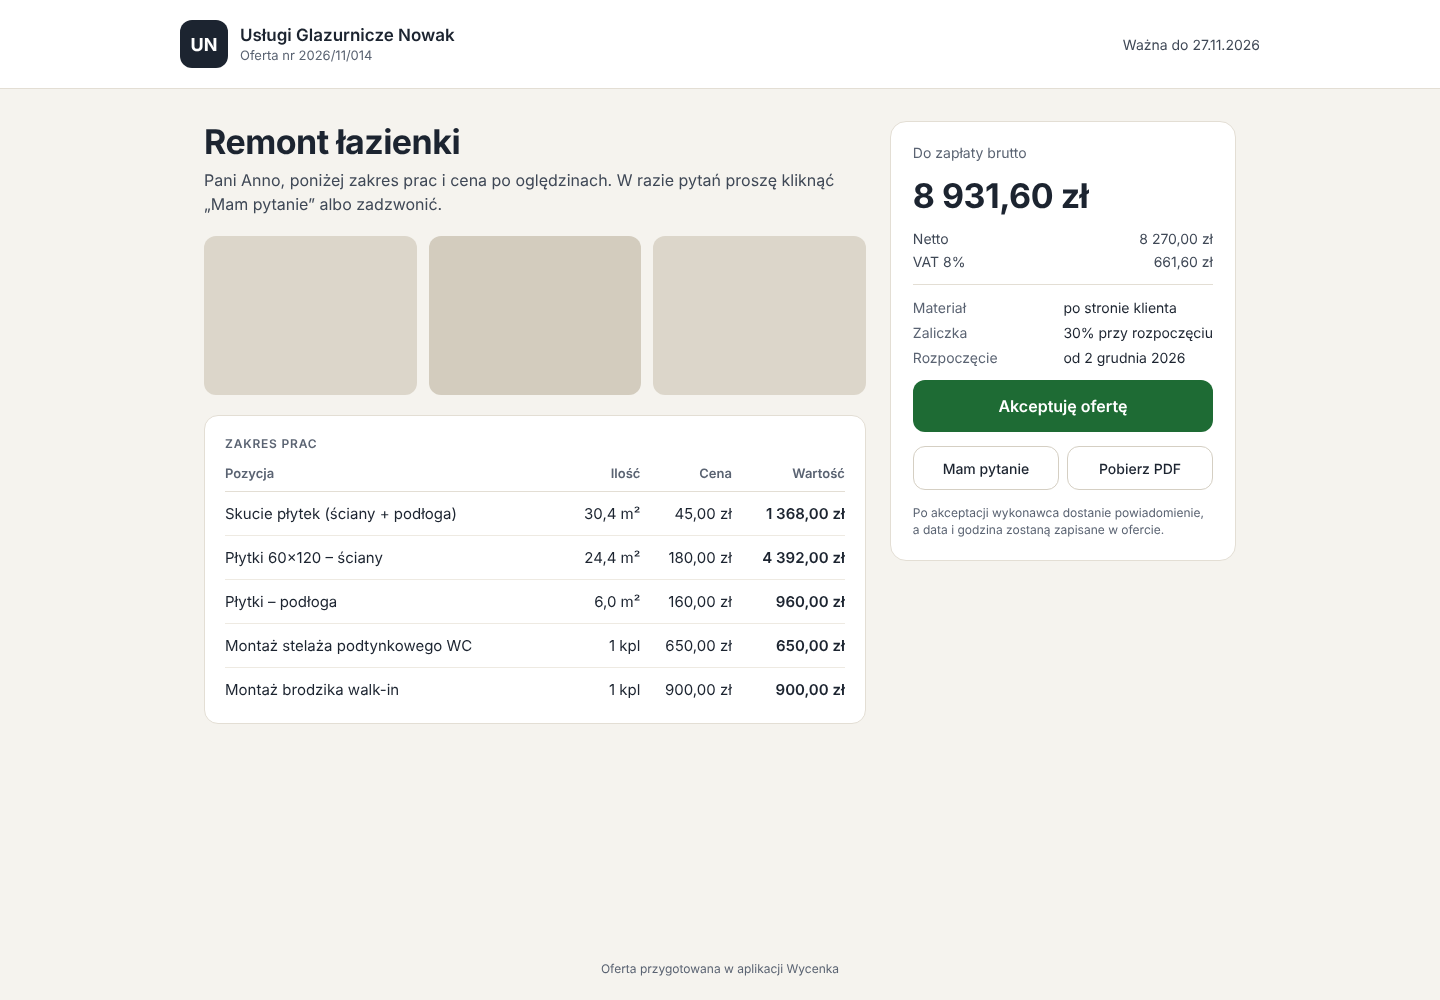 UN
Usługi Glazurnicze Nowak
Oferta nr 2026/11/014
Ważna do 27.11.2026
Remont łazienki
Pani Anno, poniżej zakres prac i cena po oględzinach. W razie pytań proszę kliknąć
„Mam pytanie” albo zadzwonić.
ZAKRES PRAC
Pozycja Ilość Cena Wartość
Skucie płytek (ściany + podłoga) 30,4 m² 45,00 zł 1 368,00 zł
Płytki 60×120 – ściany 24,4 m² 180,00 zł 4 392,00 zł
Płytki – podłoga 6,0 m² 160,00 zł 960,00 zł
Montaż stelaża podtynkowego WC 1 kpl 650,00 zł 650,00 zł
Montaż brodzika walk-in 1 kpl 900,00 zł 900,00 zł
Do zapłaty brutto
8 931,60 zł
Netto 8 270,00 zł
VAT 8% 661,60 zł
Materiał po stronie klienta
Zaliczka 30% przy rozpoczęciu
Rozpoczęcie od 2 grudnia 2026
Akceptuję ofertę
Mam pytanie Pobierz PDF
Po akceptacji wykonawca dostanie powiadomienie,
a data i godzina zostaną zapisane w ofercie.
Oferta przygotowana w aplikacji Wycenka